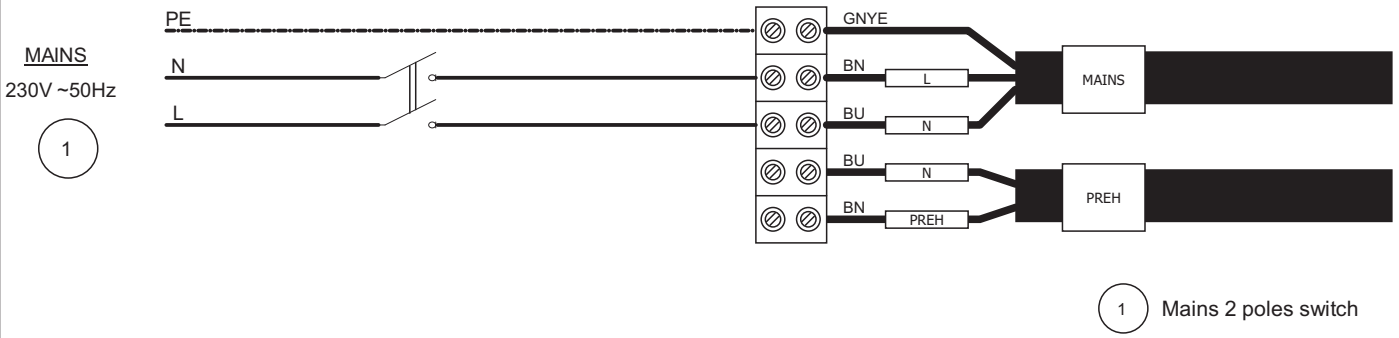 PE
MAINS
230V ~50Hz
1
N
L
GNYE
BN
L
BU
N
BU
N
BN
PREH
MAINS
PREH
1 Mains 2 poles switch